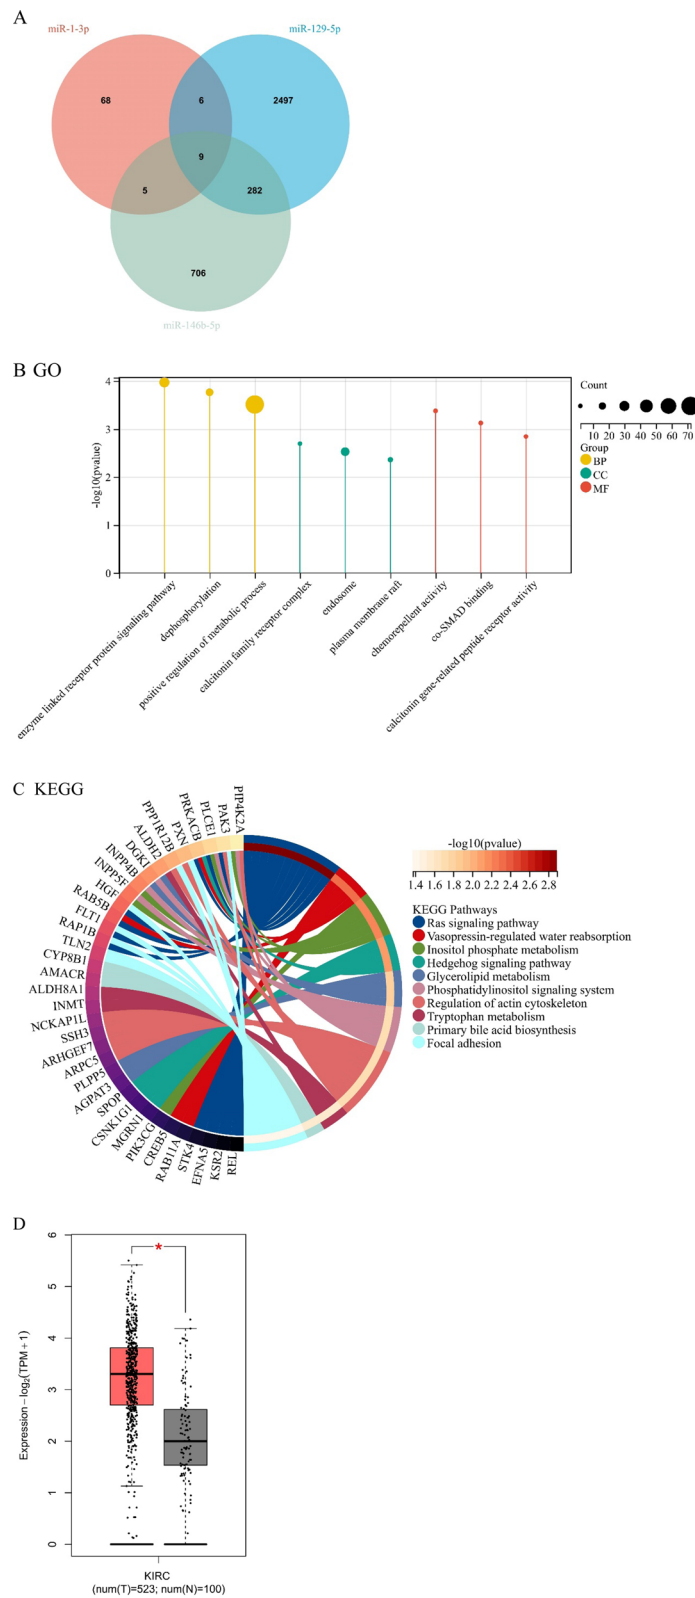 A
miR-1-3p
miR-129-5p
68
6
2497
9
5
282
706
miR-146b-5p
B GO
-log10(pvalue)
4
3
2
1
0
enzyme linked receptor protein signaling pathway
dephosphorylation
positive regulation of metabolic process
calcitonin family receptor complex
endosome
plasma membrane raft
chemorepellent activity
co-SMAD binding
calcitonin gene-related peptide receptor activity
Count
10 30 50 70
Group
BP
CC
MF
C KEGG
PIP4K2A
PAK3
PLCE1
PRKACB
PXN
PPP1R12B
ALDH2
DGKI
INPP4B
INPP5F
HGF
RAB5B
FLT1
RAP1B
TLN2
CYP8B1
AMACR
ALDH8A1
INMT
NCKAP1L
SSH3
ARHGEF7
ARPC5
PLPP5
AGPAT3
SPOP
CSNK1G1
MGRN1
PIK3CG
CREB5
RAB11A
STK4
EFNA5
KSR2
REL
-log10(pvalue)
1.4 1.6 1.8 2.0 2.2 2.4 2.6 2.8
KEGG Pathways
Ras signaling pathway
Vasopressin-regulated water reabsorption
Inositol phosphate metabolism
Hedgehog signaling pathway
Glycerolipid metabolism
Phosphatidylinositol signaling system
Regulation of actin cytoskeleton
Tryptophan metabolism
Primary bile acid biosynthesis
Focal adhesion
D
Expression – log2(TPM + 1)
6
5
4
3
2
1
0
*
KIRC
(num(T)=523; num(N)=100)